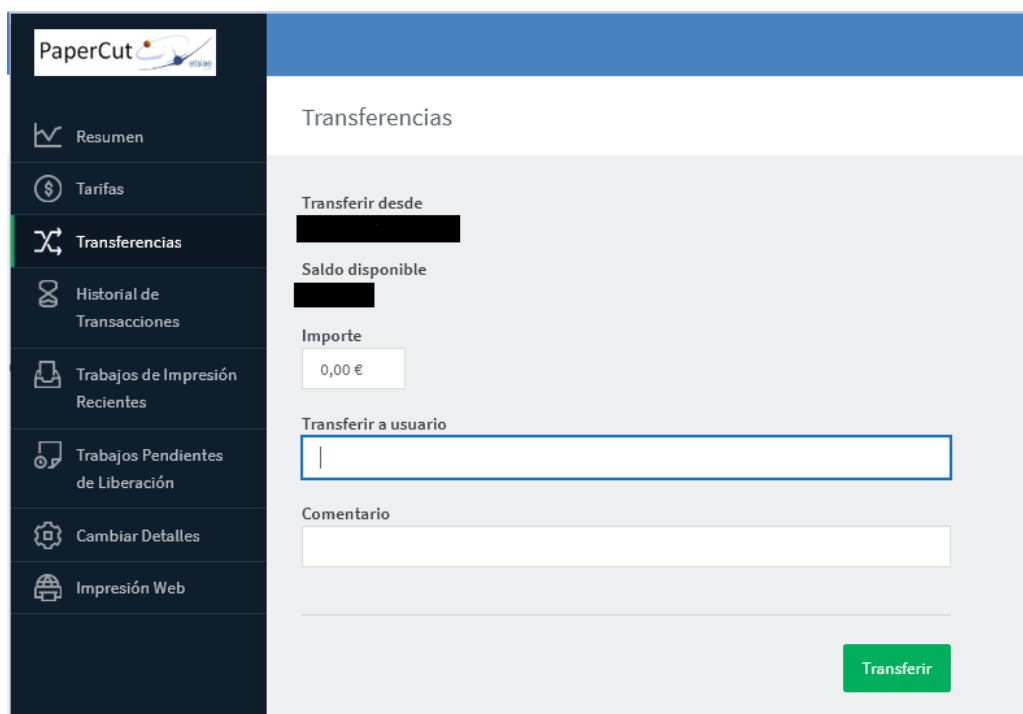 PaperCut
etsiae
Resumen
Tarifas
Transferencias
Historial de
Transacciones
Trabajos de Impresión
Recientes
Trabajos Pendientes
de Liberación
Cambiar Detalles
Impresión Web
Transferencias
Transferir desde
Saldo disponible
Importe
0,00 €
Transferir a usuario
Comentario
Transferir